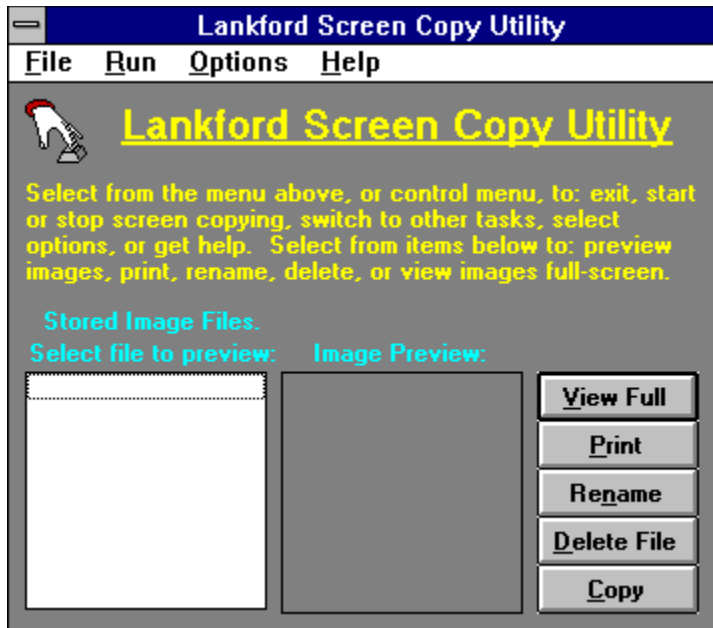 Lankford Screen Copy Utility
File Run Options Help
Lankford Screen Copy Utility
Select from the menu above, or control menu, to: exit, start
or stop screen copying, switch to other tasks, select
options, or get help.  Select from items below to: preview
images, print, rename, delete, or view images full-screen.
Stored Image Files.
Select file to preview: Image Preview:
View Full
Print
Rename
Delete File
Copy